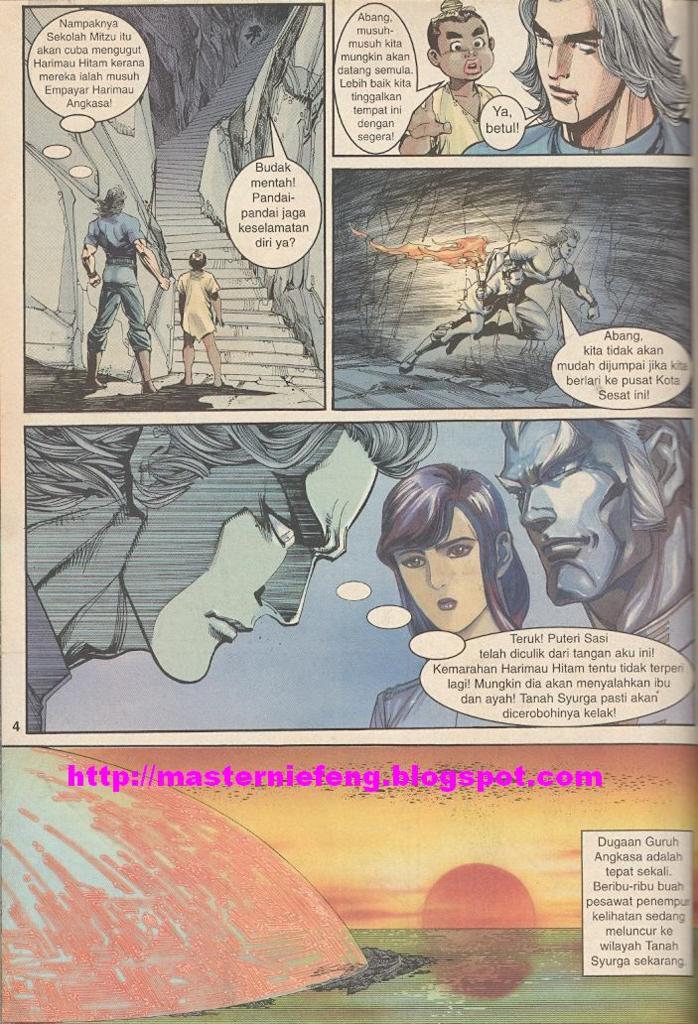 Nampaknya
Sekolah Mitzu itu
akan cuba mengugut
Harimau Hitam kerana
mereka ialah musuh
Empayar Harimau
Angkasa!
Budak
mentah!
Pandai-
pandai jaga
keselamatan
diri ya?
Abang,
musuh-
musuh kita
mungkin akan
datang semula.
Lebih baik kita
tinggalkan
tempat ini
dengan
segera!
Ya,
betul!
Abang,
kita tidak akan
mudah dijumpai jika kita
berlari ke pusat Kota
Sesat ini!
Teruk! Puteri Sasi
telah diculik dari tangan aku ini!
Kemarahan Harimau Hitam tentu tidak terperi
lagi! Mungkin dia akan menyalahkan ibu
dan ayah! Tanah Syurga pasti akan
dicerobohinya kelak!
4
http://masterniefeng.blogspot.com
Dugaan Guruh
Angkasa adalah
tepat sekali.
Beribu-ribu buah
pesawat penempur
kelihatan sedang
meluncur ke
wilayah Tanah
Syurga sekarang.